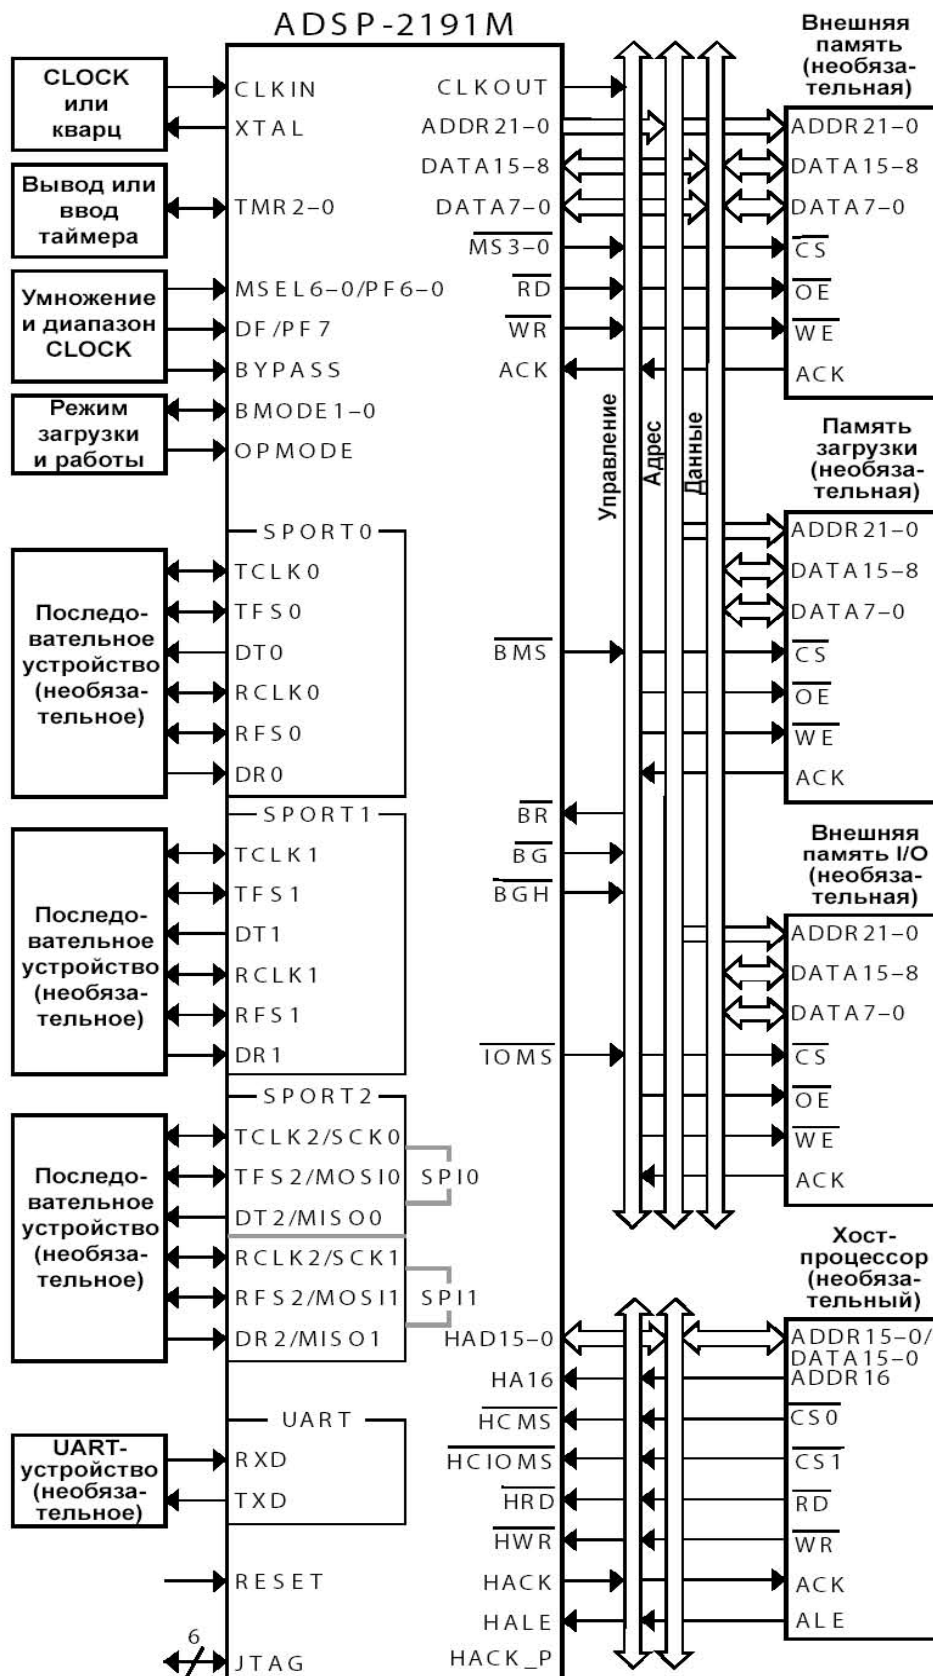 ADSP-2191M
CLOCK
или
кварц
CLKIN
XTAL
Вывод или
ввод
таймера
TMR2-0
Умножение
и диапазон
CLOCK
MSEL6-0/PF6-0
DF/PF7
BYPASS
Режим
загрузки
и работы
BMODE1-0
OPMODE
SPORT0
Последо-
вательное
устройство
(необяза-
тельное)
TCLK0
TFS0
DT0
RCLK0
RFS0
DR0
SPORT1
Последо-
вательное
устройство
(необяза-
тельное)
TCLK1
TFS1
DT1
RCLK1
RFS1
DR1
SPORT2
Последо-
вательное
устройство
(необяза-
тельное)
TCLK2/SCK0
TFS2/MOSI0
DT2/MISO0
SPI0
RCLK2/SCK1
RFS2/MOSI1
DR2/MISO1
SPI1
UART
UART-
устройство
(необяза-
тельное)
RXD
TXD
RESET
6
JTAG
CLKOUT
ADDR21-0
DATA15-8
DATA7-0
MS3-0
RD
WR
ACK
BMS
BR
BG
BGH
IOMS
HAD15-0
HA16
HCMS
HCIOMS
HRD
HWR
HACK
HALE
HACK_P
Управление
Адрес
Данные
Внешняя
память
(необяза-
тельная)
ADDR21-0
DATA15-8
DATA7-0
CS
OE
WE
ACK
Память
загрузки
(необяза-
тельная)
ADDR21-0
DATA15-8
DATA7-0
CS
OE
WE
ACK
Внешняя
память I/O
(необяза-
тельная)
ADDR21-0
DATA15-8
DATA7-0
CS
OE
WE
ACK
Хост-
процессор
(необяза-
тельный)
ADDR15-0/
DATA15-0
ADDR16
CS0
CS1
RD
WR
ACK
ALE